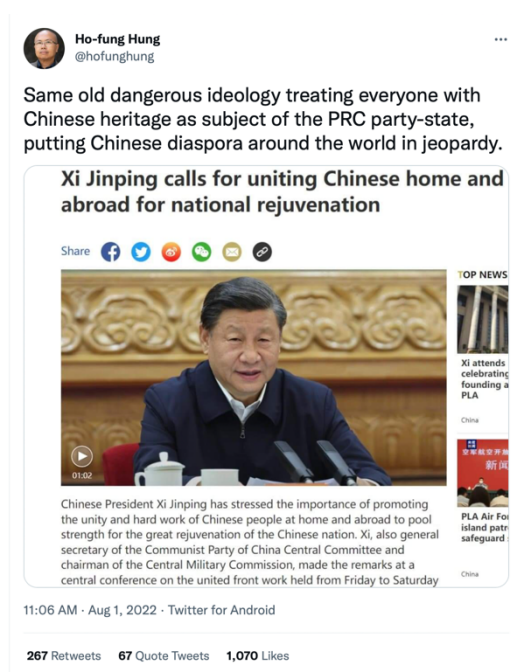 Ho-fung Hung
@hofunghung
Same old dangerous ideology treating everyone with
Chinese heritage as subject of the PRC party-state,
putting Chinese diaspora around the world in jeopardy.
Xi Jinping calls for uniting Chinese home and
abroad for national rejuvenation
Share
01:02
Chinese President Xi Jinping has stressed the importance of promoting
the unity and hard work of Chinese people at home and abroad to pool
strength for the great rejuvenation of the Chinese nation. Xi, also general
secretary of the Communist Party of China Central Committee and
chairman of the Central Military Commission, made the remarks at a
central conference on the united front work held from Friday to Saturday
TOP NEWS
Xi attends
celebrating
founding a
PLA
China
新闻
PLA Air For
island patr
safeguard
China
11:06 AM · Aug 1, 2022 · Twitter for Android
267 Retweets 67 Quote Tweets 1,070 Likes